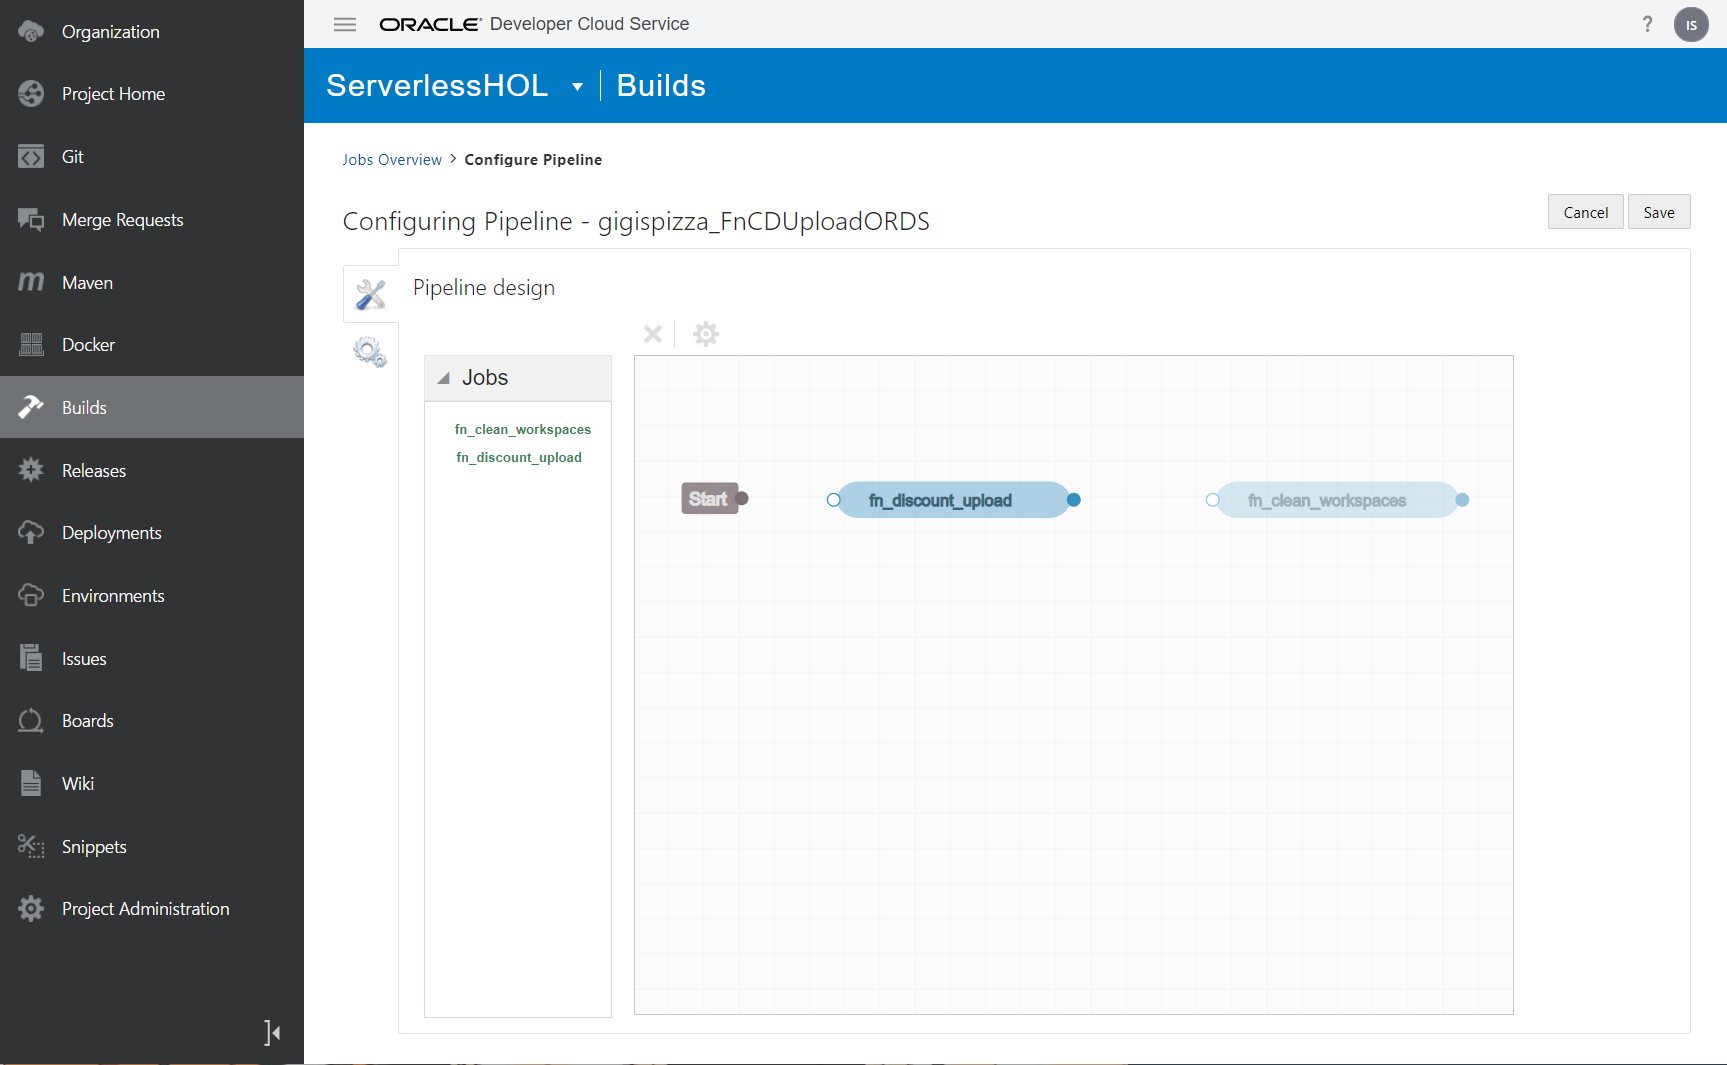 Organization
Project Home
Git
Merge Requests
Maven
Docker
Builds
Releases
Deployments
Environments
Issues
Boards
Wiki
Snippets
Project Administration
ORACLE Developer Cloud Service
? IS
ServerlessHOL Builds
Jobs Overview > Configure Pipeline
Configuring Pipeline - gigispizza_FnCDUploadORDS
Cancel Save
Pipeline design
Jobs
fn_clean_workspaces
fn_discount_upload
Start fn_discount_upload fn_clean_workspaces